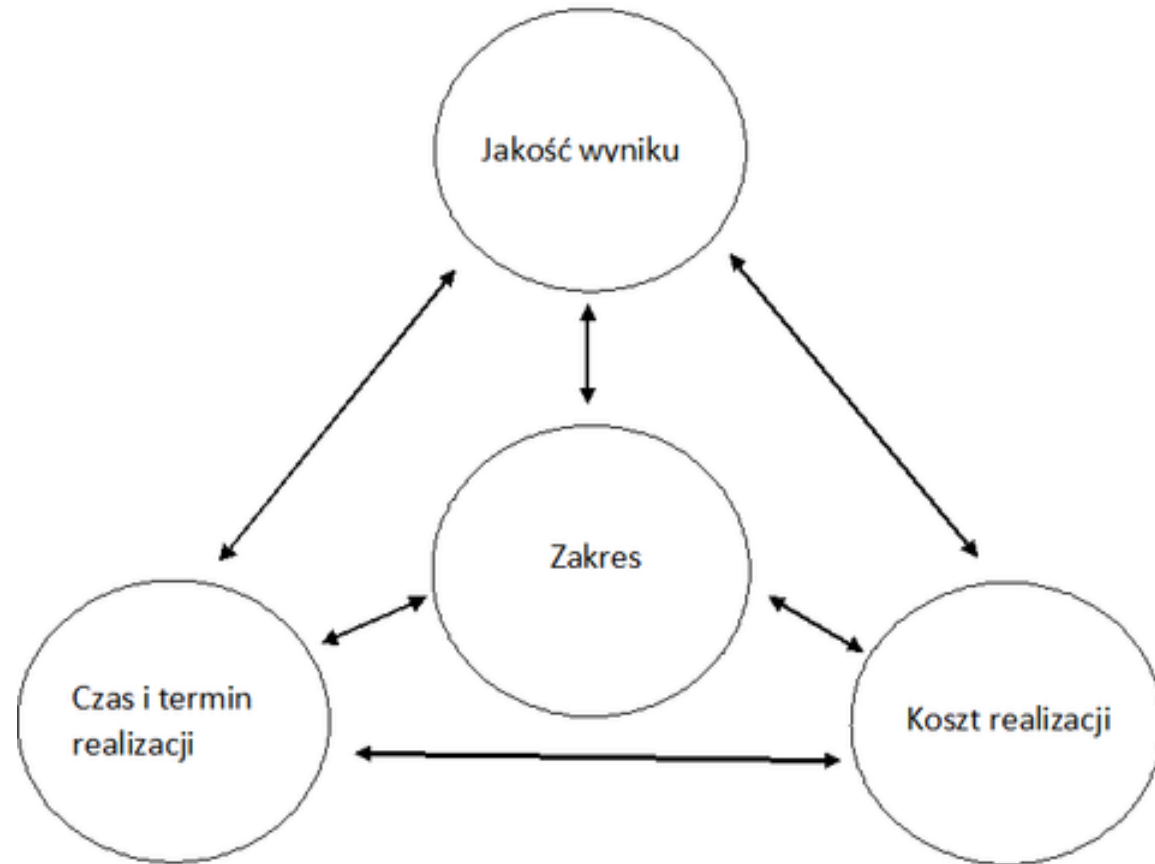 Jakość wyniku
Zakres
Czas i termin
realizacji
Koszt realizacji